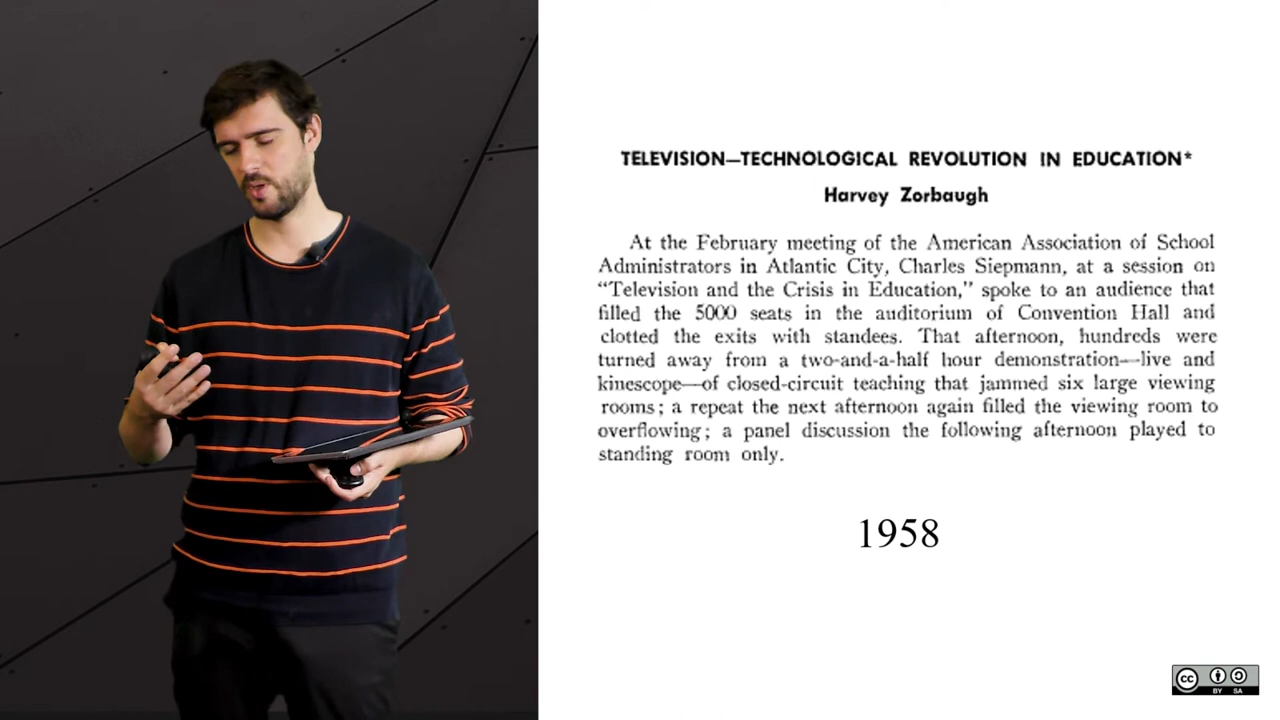 TELEVISION—TECHNOLOGICAL REVOLUTION IN EDUCATION*
Harvey Zorbaugh
At the February meeting of the American Association of School
Administrators in Atlantic City, Charles Siepmann, at a session on
“Television and the Crisis in Education,” spoke to an audience that
filled the 5000 seats in the auditorium of Convention Hall and
clotted the exits with standees. That afternoon, hundreds were
turned away from a two-and-a-half hour demonstration—live and
kinescope—of closed-circuit teaching that jammed six large viewing
rooms; a repeat the next afternoon again filled the viewing room to
overflowing; a panel discussion the following afternoon played to
standing room only.
1958
cc
BY SA